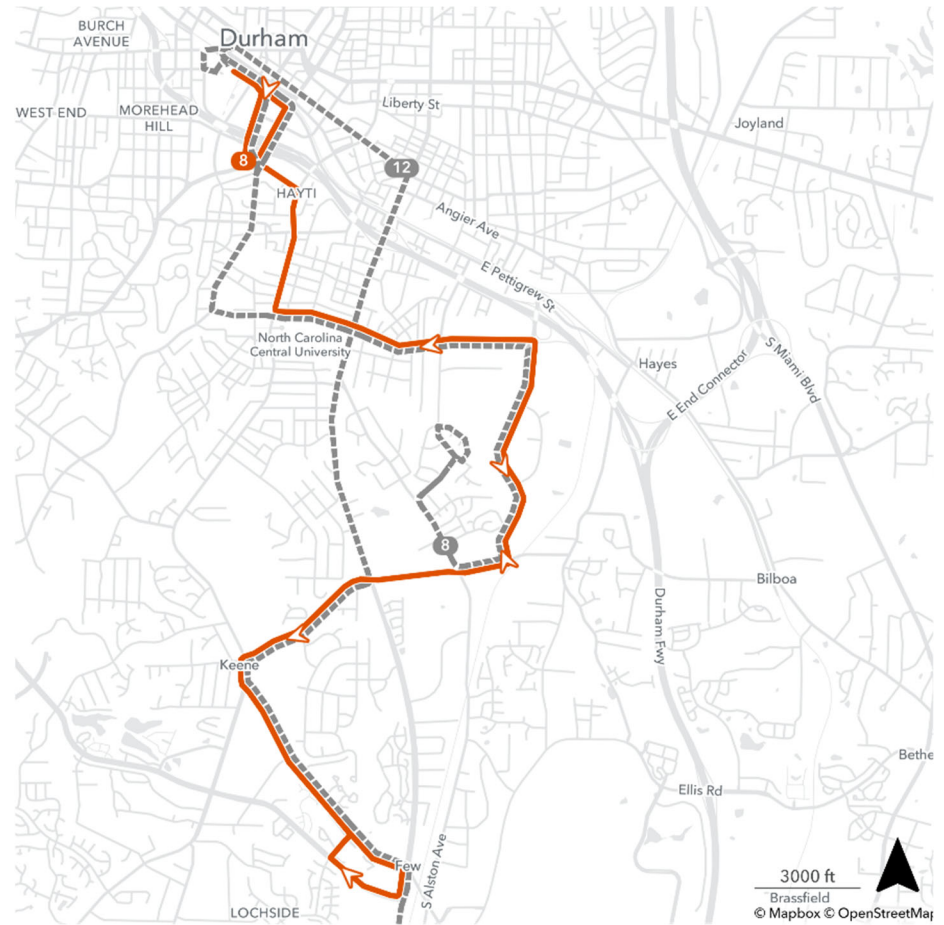 BURCH
AVENUE
Durham
WEST END
MOREHEAD
HILL
Liberty St
Joyland
8
12
HAYTI
Angier Ave
E Pettigrew St
North Carolina
Central University
Hayes
E End Connector
S Miami Blvd
8
Bilboa
Durham Fwy
Keene
Bethe
Ellis Rd
Few
S Alston Ave
LOCHSIDE
3000 ft
Brassfield
© Mapbox © OpenStreetMap